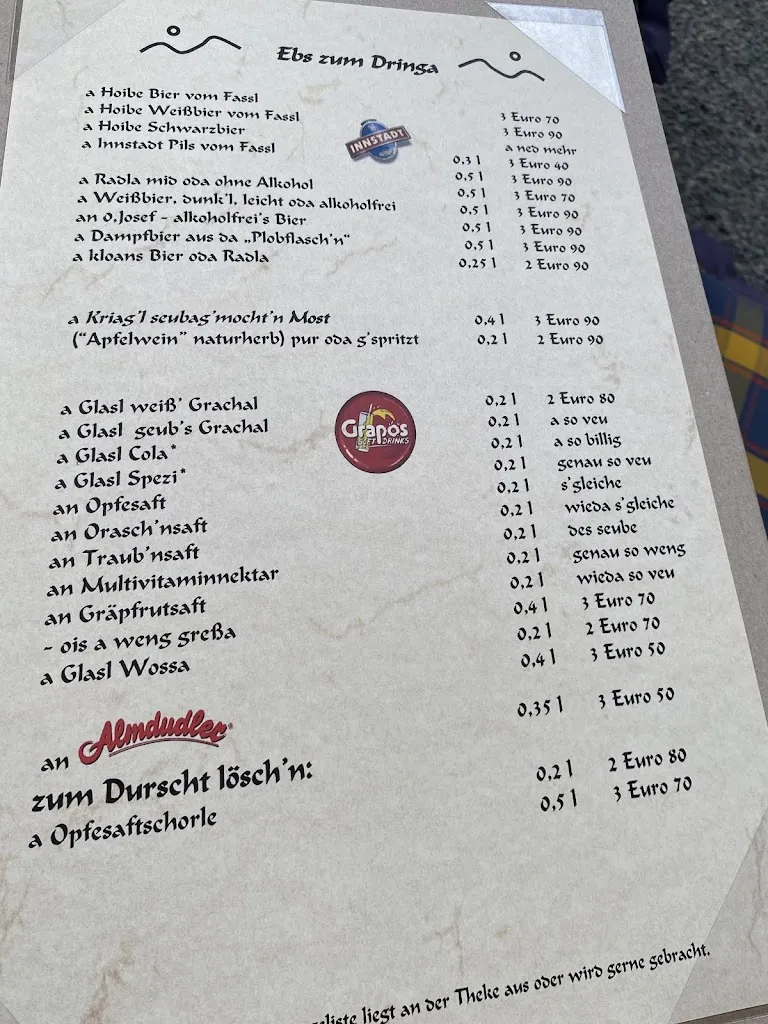 Ebs zum Dringa
a Hoibe Bier vom Fassl 3 Euro 70
a Hoibe Weißbier vom Fassl 3 Euro 90
a Hoibe Schwarzbier a ned mehr
a Innstadt Pils vom Fassl 0,3 l 3 Euro 40
INNSTADT
0,5 l 3 Euro 90
a Radla mid oda ohne Alkohol 0,5 l 3 Euro 70
a Weißbier, dunk'l, leicht oda alkoholfrei 0,5 l 3 Euro 90
an 0,Josef - alkoholfrei's Bier 0,5 l 3 Euro 90
a Dampfbier aus da „Plobflasch'n" 0,5 l 3 Euro 90
a kloans Bier oda Radla 0,25 l 2 Euro 90
a Kriag'l seubag'mocht'n Most 0,4 l 3 Euro 90
("Apfelwein" naturherb) pur oda g'spritzt 0,2 l 2 Euro 90
a Glasl weiß' Grachal 0,2 l 2 Euro 80
a Glasl geub's Grachal 0,2 l a so veu
Grapos
SOFT DRINKS
a Glasl Cola* 0,2 l a so billig
a Glasl Spezi* 0,2 l genau so veu
an Opfesaft 0,2 l s'gleiche
an Orasch'nsaft 0,2 l wieda s'gleiche
an Traub'nsaft 0,2 l des seube
an Multivitaminnektar 0,2 l genau so weng
an Gräpfrutsaft 0,2 l wieda so veu
- ois a weng greßa 0,4 l 3 Euro 70
a Glasl Wossa 0,2 l 2 Euro 70
0,4 l 3 Euro 50
an Almdudler 0,35 l 3 Euro 50
zum Durscht lösch'n:
a Opfesaftschorle 0,2 l 2 Euro 80
0,5 l 3 Euro 70
liegt an der Theke aus oder wird gerne gebracht.